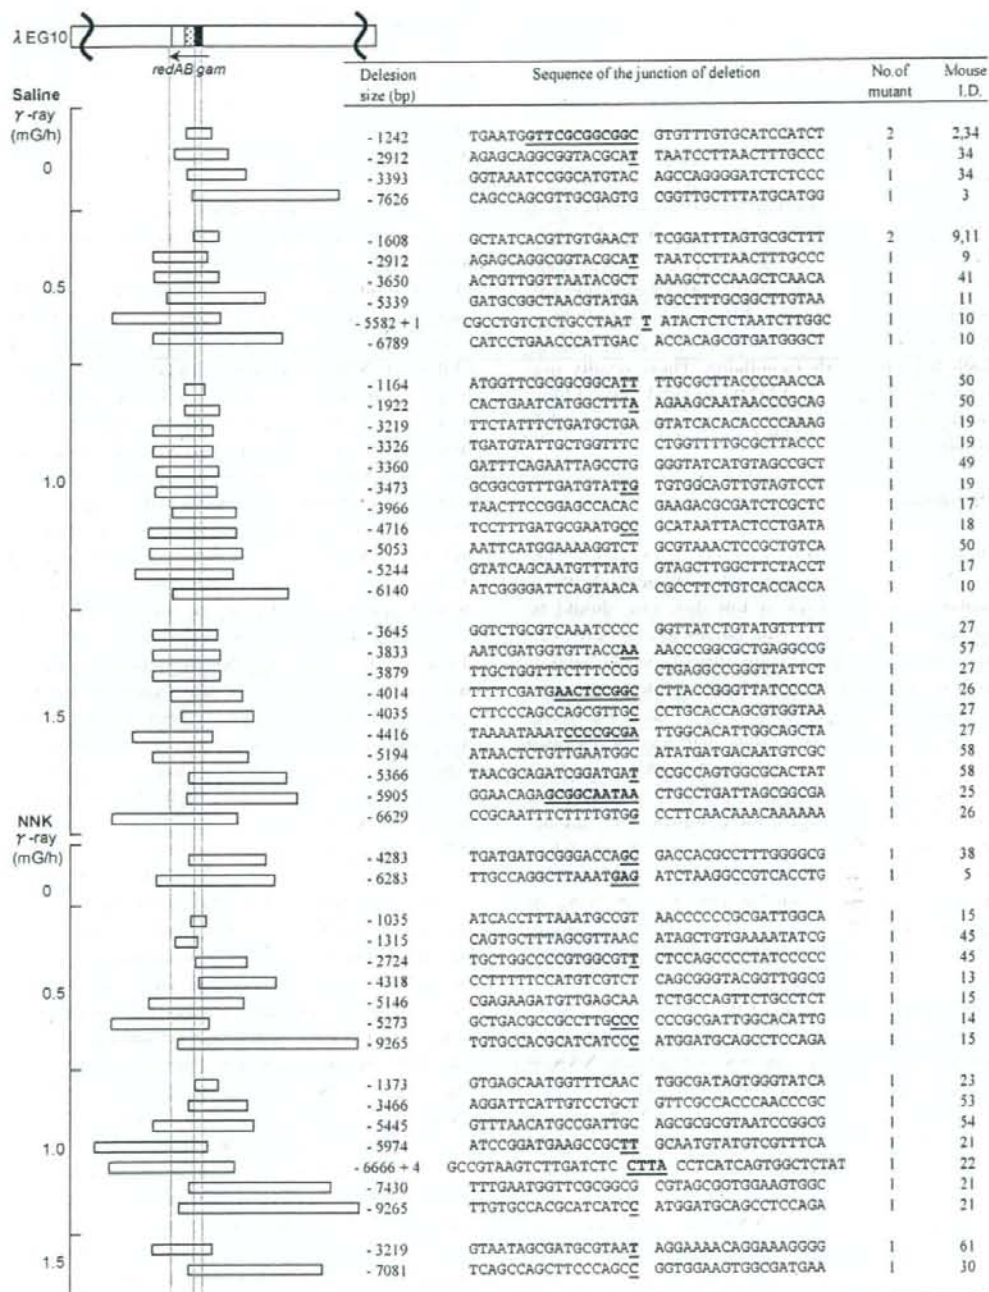 λ EG10
redAB gam
Delesion size (bp) Sequence of the junction of deletion No. of mutant Mouse I.D.
Saline
γ-ray
(mG/h)
0
- 1242 TGAATGGTTCGCGGCGGC GTGTTTGTGCATCCATCT 2 2,34
- 2912 AGAGCAGGCGGTACGCAT TAATCCTTAACTTTGCCC 1 34
- 3393 GGTAAATCCGGCATGTAC AGCCAGGGGATCTCTCCC 1 34
- 7626 CAGCCAGCGTTGCGAGTG CGGTTGCTTTATGCATGG 1 3
0.5
- 1608 GCTATCACGTTGTGAACT TCGGATTTAGTGCGCTTT 2 9,11
- 2912 AGAGCAGGCGGTACGCAT TAATCCTTAACTTTGCCC 1 9
- 3650 ACTGTTGGTTAATACGCT AAAGCTCCAAGCTCAACA 1 41
- 5339 GATGCGGCTAACGTATGA TGCCTTTGCGGCTTGTAA 1 11
- 5582 + 1 CGCCTGTCTCTGCCTAAT T ATACTCTCTAATCTTGGC 1 10
- 6789 CATCCTGAACCCATTGAC ACCACAGCGTGATGGGCT 1 10
1.0
- 1164 ATGGTTCGCGGCGGCATT TTGCGCTTACCCCAACCA 1 50
- 1922 CACTGAATCATGGCTTTA AGAAGCAATAACCCGCAG 1 50
- 3219 TTCTATTTCTGATGCTGA GTATCACACACCCCAAAG 1 19
- 3326 TGATGTATTGCTGGTTTC CTGGTTTTGCGCTTACCC 1 19
- 3360 GATTTCAGAATTAGCCTG GGGTATCATGTAGCCGCT 1 49
- 3473 GCGGCGTTTGATGTATTG TGTGGCAGTTGTAGTCCT 1 19
- 3966 TAACTTCCGGAGCCACAC GAAGACGCGATCTCGCTC 1 17
- 4716 TCCTTTGATGCGAATGCC GCATAATTACTCCTGATA 1 18
- 5053 AATTCATGGAAAAGGTCT GCGTAAACTCCGCTGTCA 1 50
- 5244 GTATCAGCAATGTTTATG GTAGCTTGGCTTCTACCT 1 17
- 6140 ATCGGGGATTCAGTAACA CGCCTTCTGTCACCACCA 1 10
1.5
- 3645 GGTCTGCGTCAAATCCCC GGTTATCTGTATGTTTTT 1 27
- 3833 AATCGATGGTGTTACCAA AACCCGGCGCTGAGGCCG 1 57
- 3879 TTGCTGGTTTCTTTCCCG CTGAGGCCGGGTTATTCT 1 27
- 4014 TTTTCGATGAACTCCGGC CTTACCGGGTTATCCCCA 1 26
- 4035 CTTCCCAGCCAGCGTTGC CCTGCACCAGCGTGGTAA 1 27
- 4416 TAAAATAAATCCCCGCGA TTGGCACATTGGCAGCTA 1 27
- 5194 ATAACTCTGTTGAATGGC ATATGATGACAATGTCGC 1 58
- 5366 TAACGCAGATCGGATGAT CCGCCAGTGGCGCACTAT 1 58
- 5905 GGAACAGAGCGGCAATAA CTGCCTGATTAGCGGCGA 1 25
- 6629 CCGCAATTTCTTTTGTGG CCTTCAACAAACAAAAAA 1 26
NNK
γ-ray
(mG/h)
0
- 4283 TGATGATGCGGGACCAGC GACCACGCCTTTGGGGCG 1 38
- 6283 TTGCCAGGCTTAAATGAG ATCTAAGGCCGTCACCTG 1 5
0.5
- 1035 ATCACCTTTAAATGCCGT AACCCCCCGCGATTGGCA 1 15
- 1315 CAGTGCTTTAGCGTTAAC ATAGCTGTGAAAATATCG 1 45
- 2724 TGCTGGCCCCGTGGCGTT CTCCAGCCCCTATCCCCC 1 45
- 4318 CCTTTTTCCATGTCGTCT CAGCGGGTACGGTTGGCG 1 13
- 5146 CGAGAAGATGTTGAGCAA TCTGCCAGTTCTGCCTCT 1 15
- 5273 GCTGACGCCGCCTTGCCC CCCGCGATTGGCACATTG 1 14
- 9265 TGTGCCACGCATCATCCC ATGGATGCAGCCTCCAGA 1 15
1.0
- 1373 GTGAGCAATGGTTTCAAC TGGCGATAGTGGGTATCA 1 23
- 3466 AGGATTCATTGTCCTGCT GTTCGCCACCCAACCCGC 1 53
- 5445 GTTTAACATGCCGATTGC AGCGCGCGTAATCCGGCG 1 54
- 5974 ATCCGGATGAAGCCGCTT GCAATGTATGTCGTTTCA 1 21
- 6666 + 4 GCCGTAAGTCTTGATCTC CTTA CCTCATCAGTGGCTCTAT 1 22
- 7430 TTTGAATGGTTCGCGGCG CGTAGCGGTGGAAGTGGC 1 21
- 9265 TTGTGCCACGCATCATCC ATGGATGCAGCCTCCAGA 1 21
1.5
- 3219 GTAATAGCGATGCGTAAT AGGAAAACAGGAAAGGGG 1 61
- 7081 TCAGCCAGCTTCCCAGCC GGTGGAAGTGGCGATGAA 1 30